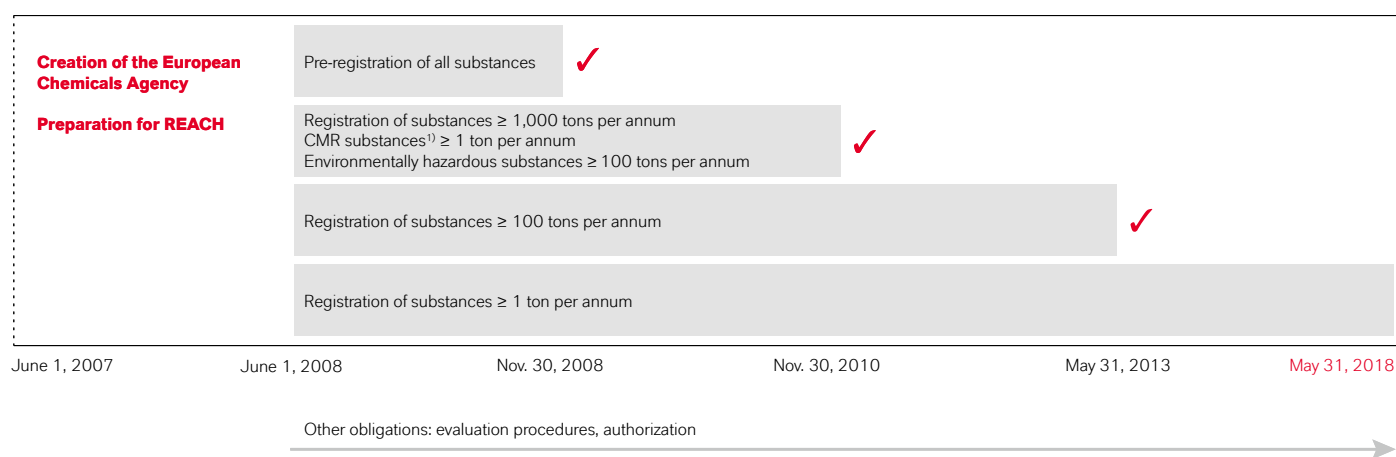 Creation of the European
Chemicals Agency
Pre-registration of all substances
Preparation for REACH
Registration of substances ≥ 1,000 tons per annum
CMR substances¹⁾ ≥ 1 ton per annum
Environmentally hazardous substances ≥ 100 tons per annum
Registration of substances ≥ 100 tons per annum
Registration of substances ≥ 1 ton per annum
June 1, 2007
June 1, 2008
Nov. 30, 2008
Nov. 30, 2010
May 31, 2013
May 31, 2018
Other obligations: evaluation procedures, authorization